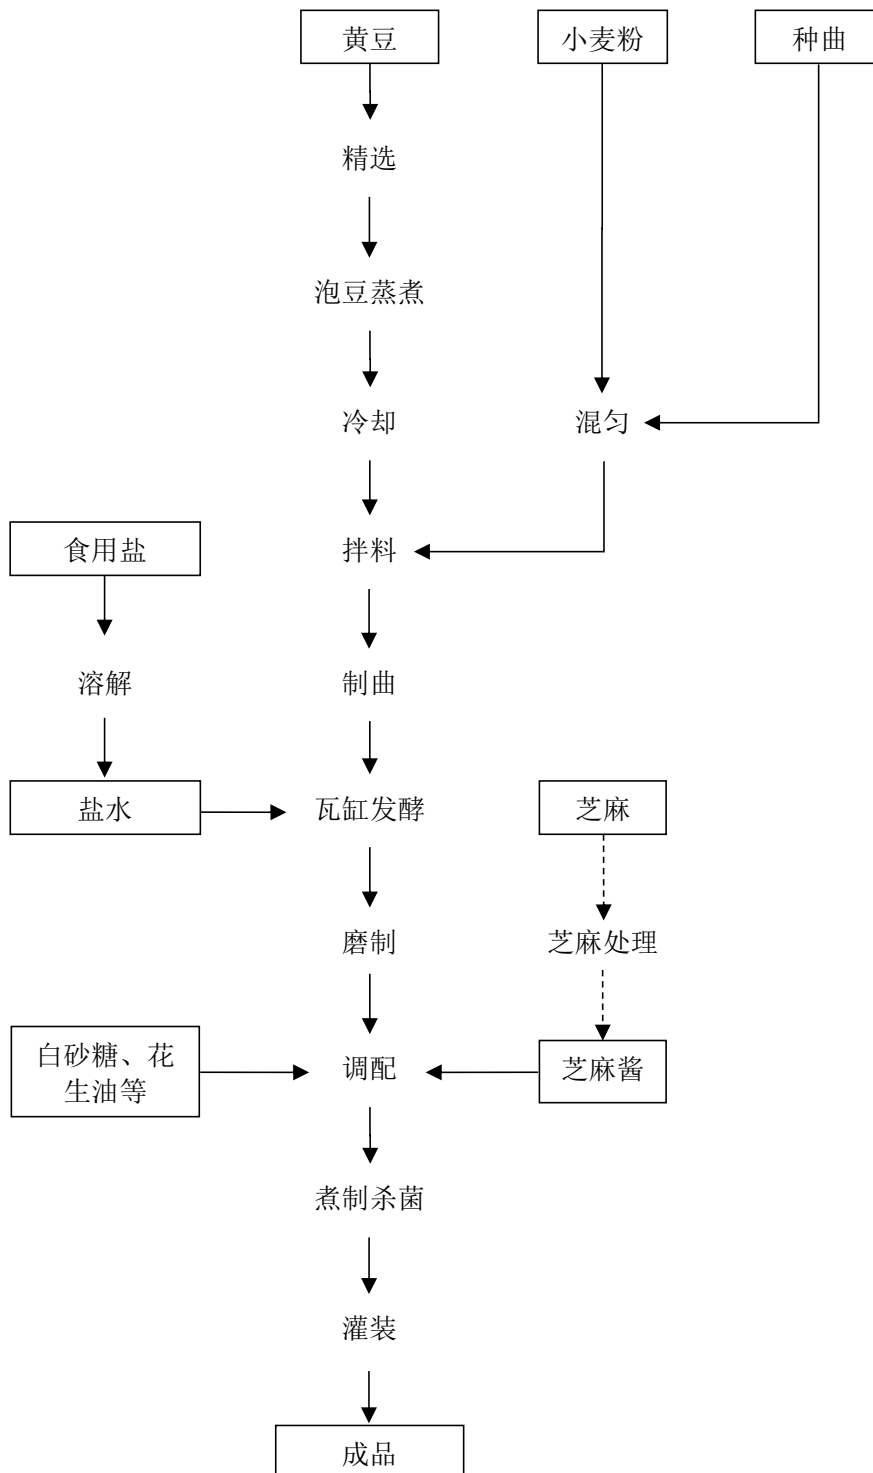 黄豆
小麦粉
种曲
精选
泡豆蒸煮
冷却
混匀
食用盐
拌料
溶解
制曲
盐水
瓦缸发酵
芝麻
磨制
芝麻处理
白砂糖、花
生油等
调配
芝麻酱
煮制杀菌
灌装
成品